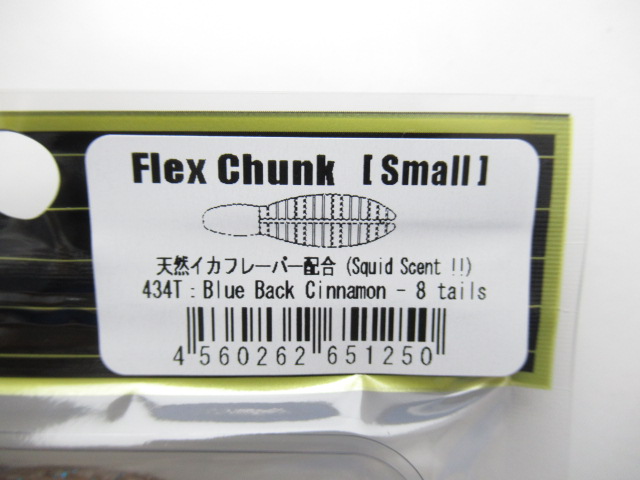 Flex Chunk [Small]
天然イカフレーバー配合 (Squid Scent !!)
434T : Blue Back Cinnamon - 8 tails
4 560262 651250